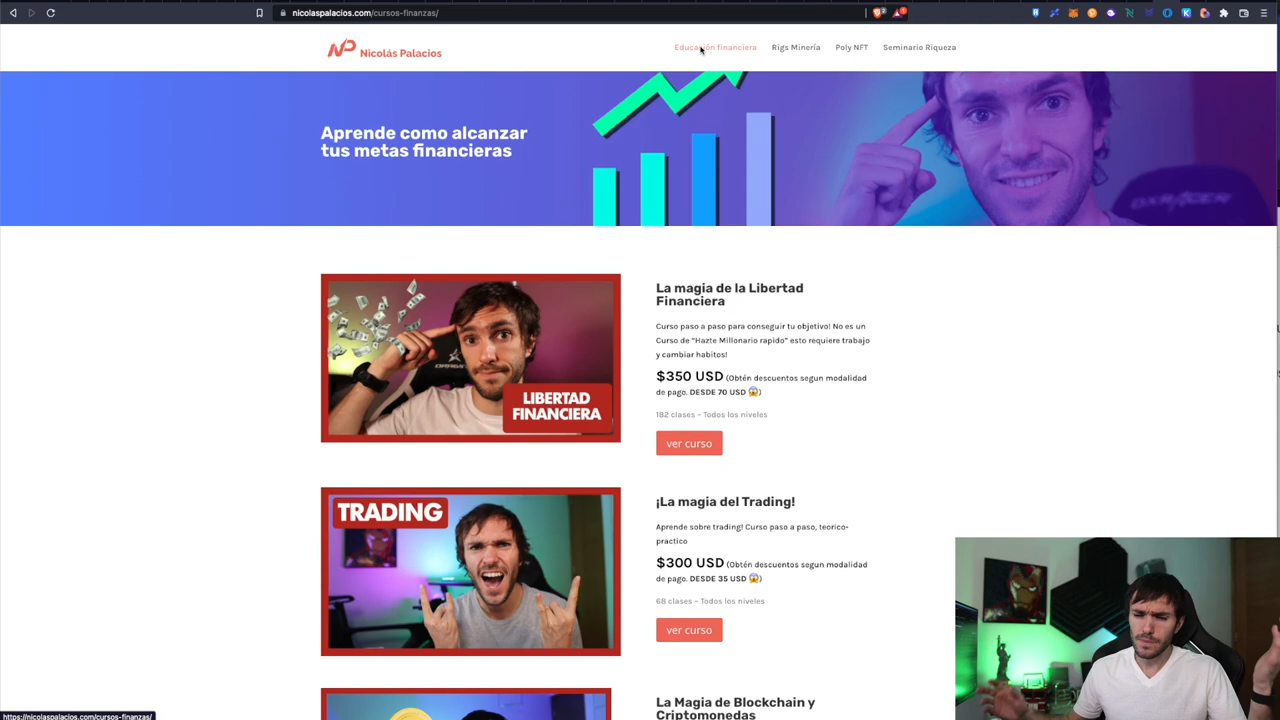 nicolaspalacios.com/cursos-finanzas/
NP Nicolás Palacios
Educación financiera
Rigs Minería
Poly NFT
Seminario Riqueza
Aprende como alcanzar
tus metas financieras
DXRACER
La magia de la Libertad
Financiera
Curso paso a paso para conseguir tu objetivo! No es un
Curso de “Hazte Millonario rapido” esto requiere trabajo
y cambiar habitos!
$350 USD (Obtén descuentos segun modalidad
de pago. DESDE 70 USD 😱)
182 clases – Todos los niveles
ver curso
LIBERTAD
FINANCIERA
TRADING
¡La magia del Trading!
Aprende sobre trading! Curso paso a paso, teorico-
practico
$300 USD (Obtén descuentos segun modalidad
de pago. DESDE 35 USD 😱)
68 clases – Todos los niveles
ver curso
La Magia de Blockchain y
Criptomonedas
https://nicolaspalacios.com/cursos-finanzas/